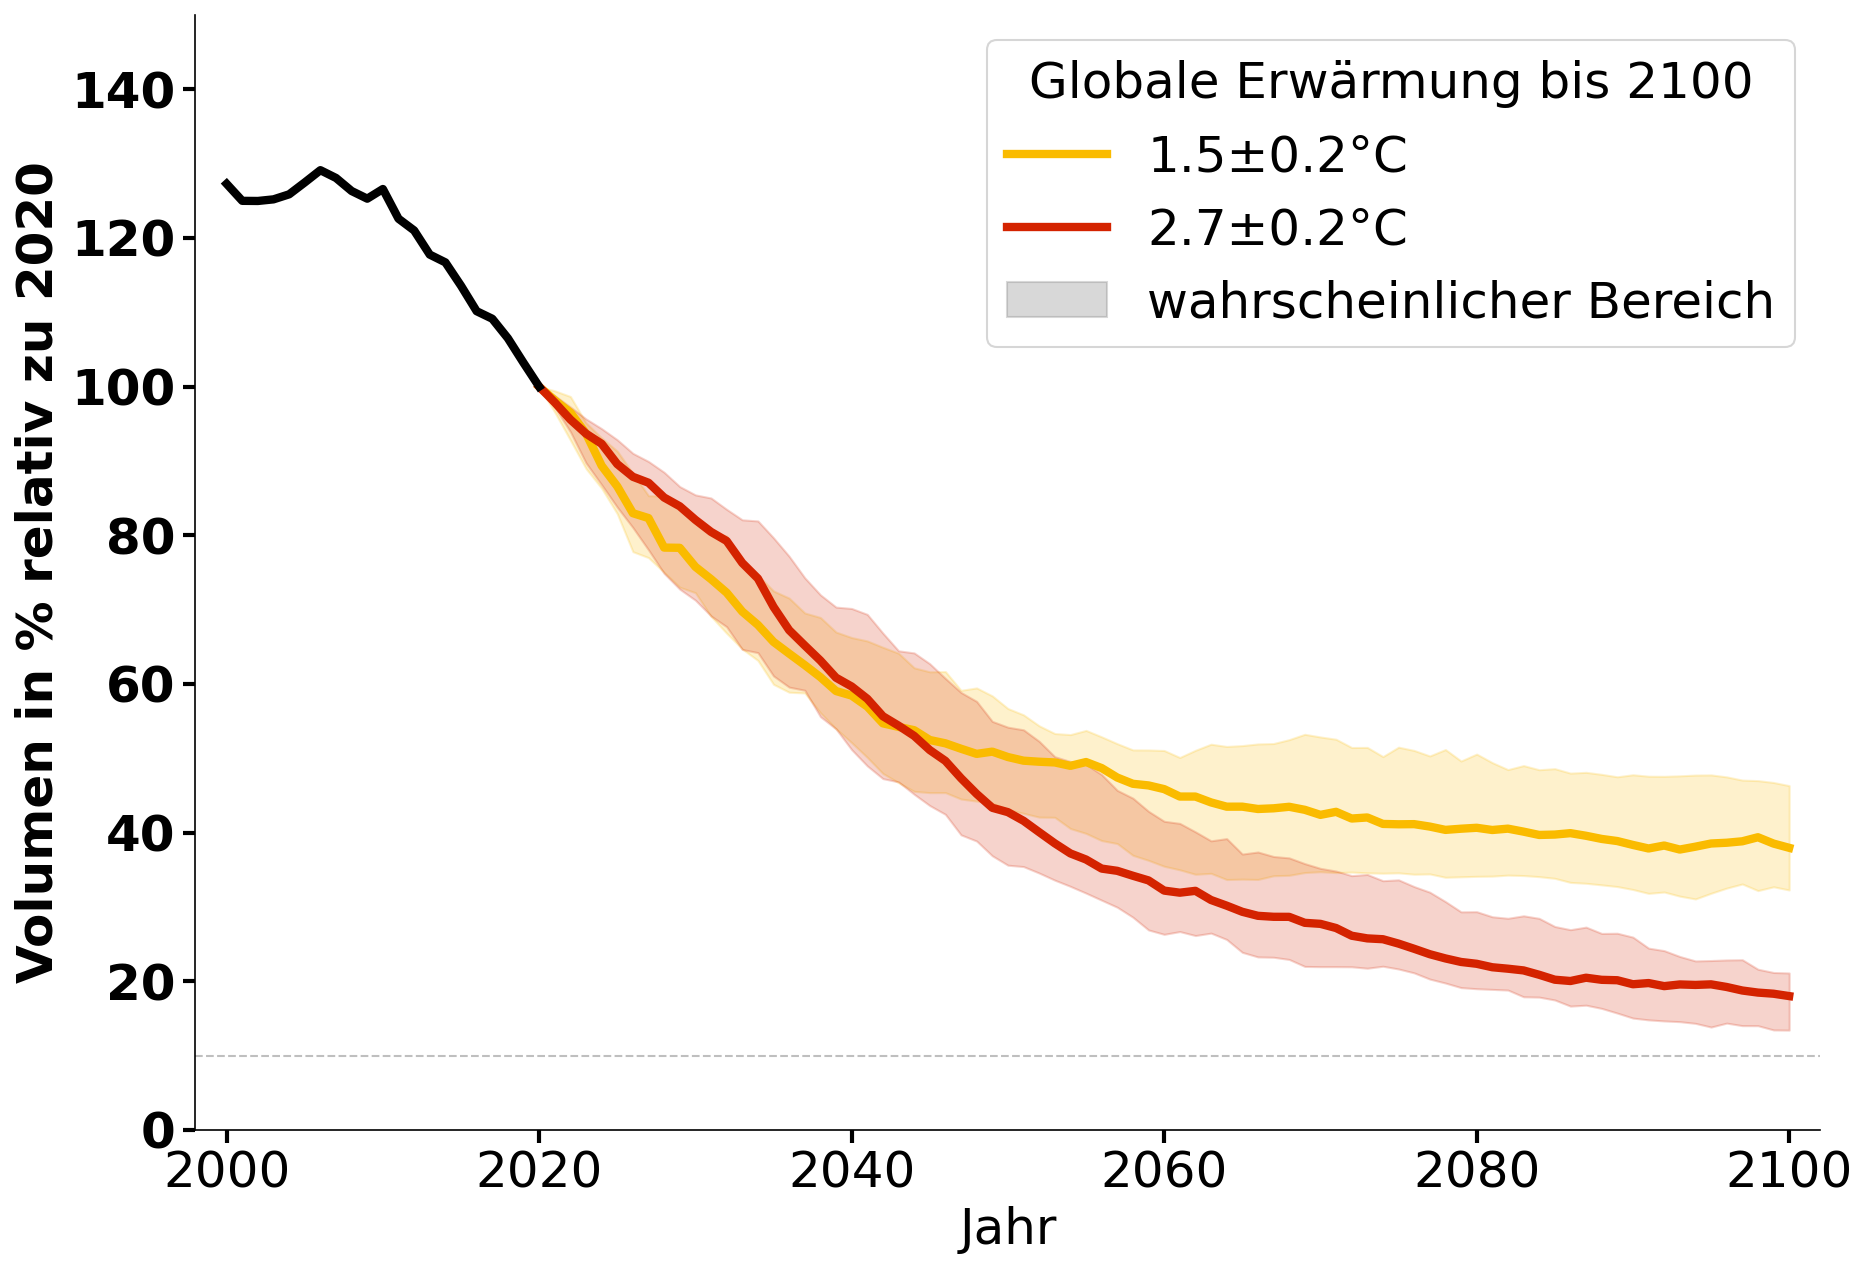 Volumen in % relativ zu 2020
140
120
100
80
60
40
20
0
Globale Erwärmung bis 2100
1.5±0.2°C
2.7±0.2°C
wahrscheinlicher Bereich
2000 2020 2040 2060 2080 2100
Jahr